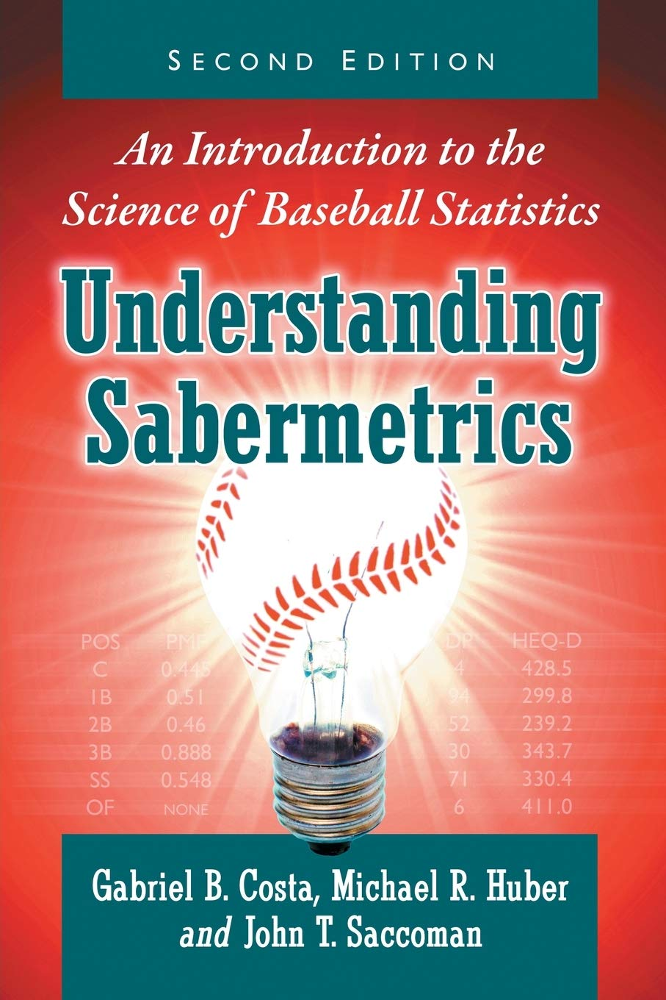 SECOND EDITION
An Introduction to the
Science of Baseball Statistics
Understanding
Sabermetrics
POS PMF DP HEQ-D
C 0.445 4 428.5
1B 0.51 94 299.8
2B 0.46 52 239.2
3B 0.888 30 343.7
SS 0.548 71 330.4
OF NONE 6 411.0
Gabriel B. Costa, Michael R. Huber
and John T. Saccoman